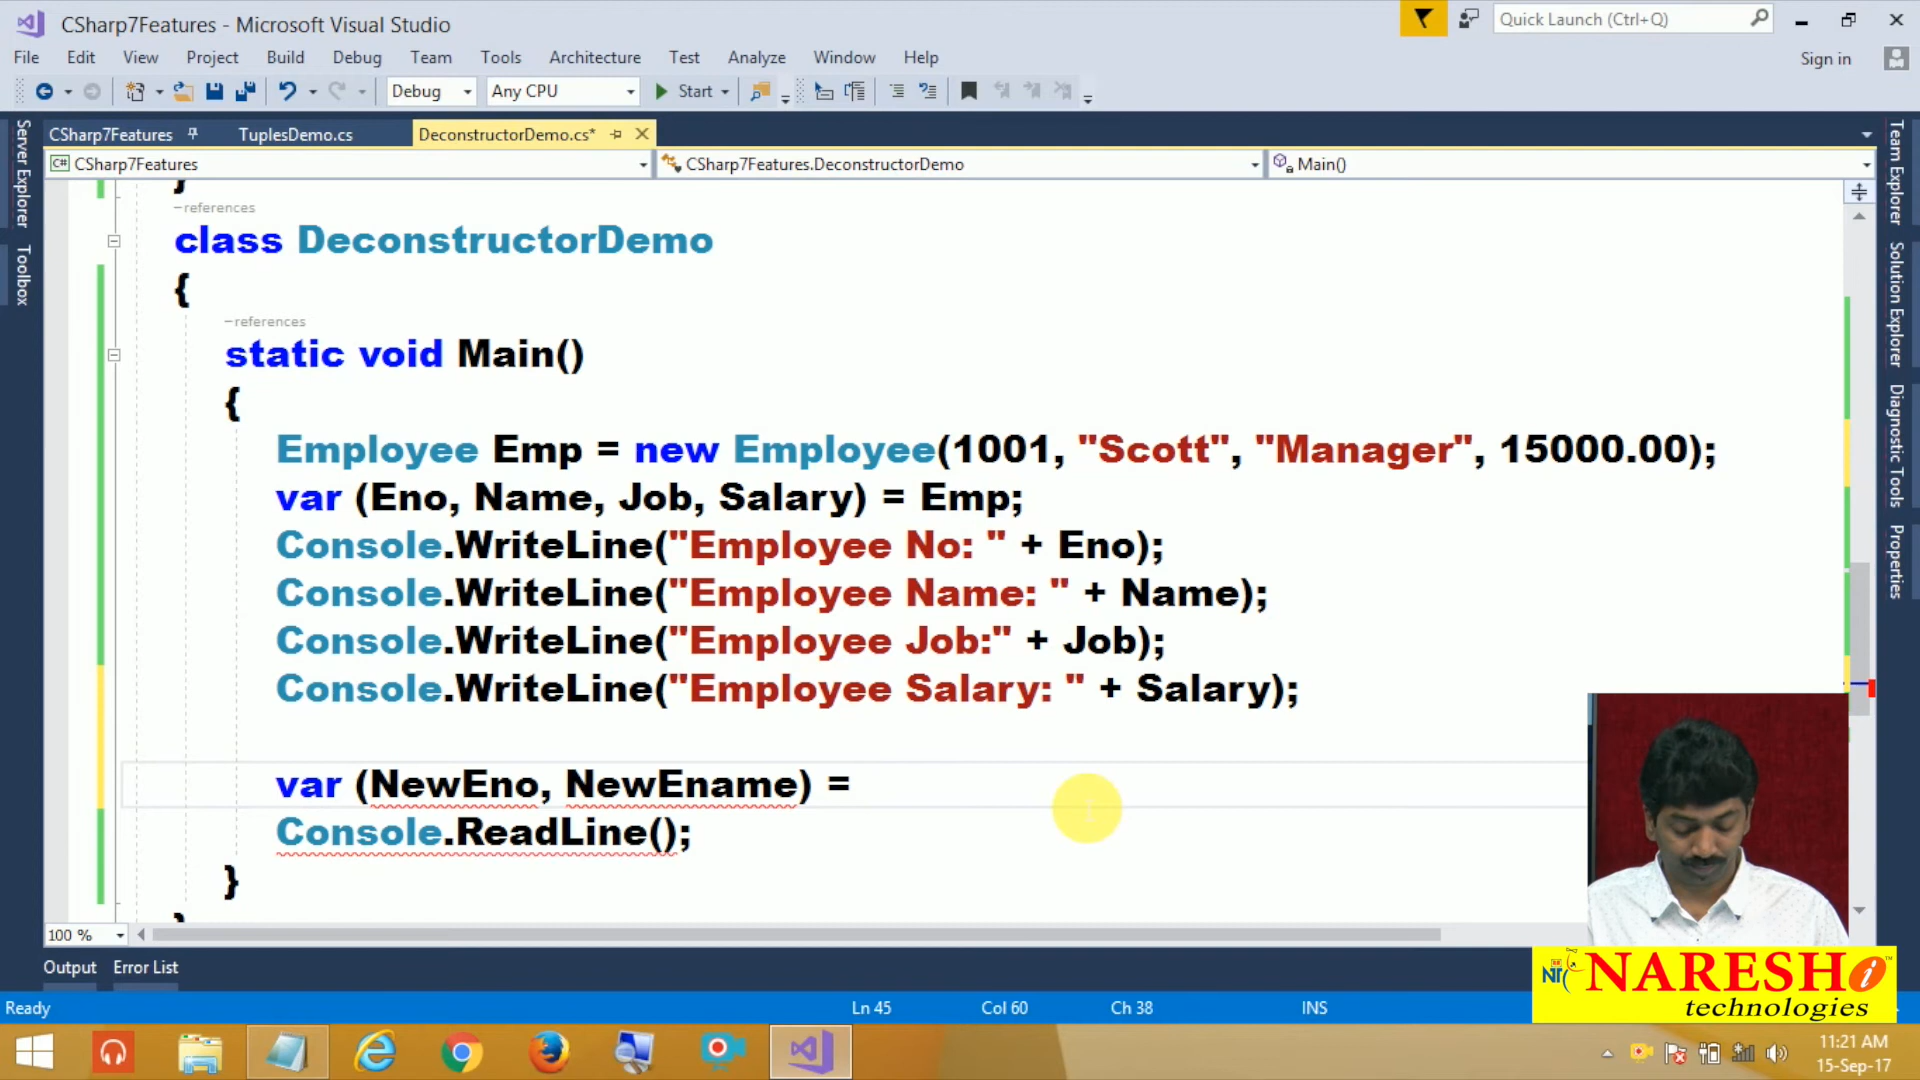 CSharp7Features - Microsoft Visual Studio
Quick Launch (Ctrl+Q)
File Edit View Project Build Debug Team Tools Architecture Test Analyze Window Help
Sign in
Debug Any CPU Start
CSharp7Features TuplesDemo.cs DeconstructorDemo.cs*
C# CSharp7Features CSharp7Features.DeconstructorDemo Main()
Server Explorer
Toolbox
Team Explorer
Solution Explorer
Diagnostic Tools
Properties
}
-references
class DeconstructorDemo
{
-references
static void Main()
{
Employee Emp = new Employee(1001, "Scott", "Manager", 15000.00);
var (Eno, Name, Job, Salary) = Emp;
Console.WriteLine("Employee No: " + Eno);
Console.WriteLine("Employee Name: " + Name);
Console.WriteLine("Employee Job:" + Job);
Console.WriteLine("Employee Salary: " + Salary);
var (NewEno, NewEname) =
Console.ReadLine();
}
100 %
Output Error List
Ready Ln 45 Col 60 Ch 38 INS
NARESHi
technologies
11:21 AM
15-Sep-17